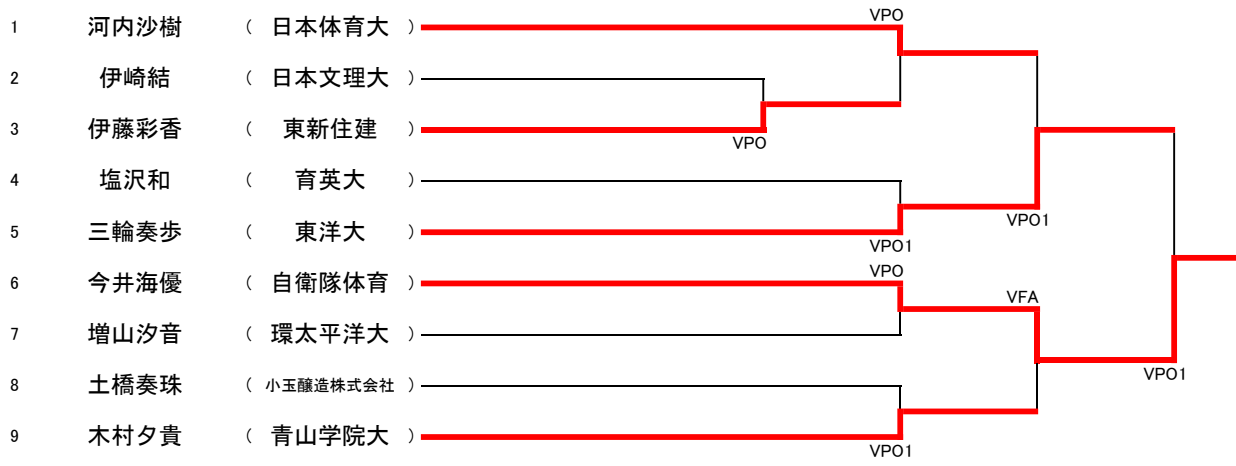 VPO
1 河内沙樹 （ 日本体育大 ）
2 伊崎結 （ 日本文理大 ）
3 伊藤彩香 （ 東新住建 ）
VPO
4 塩沢和 （ 育英大 ）
VPO1
5 三輪奏歩 （ 東洋大 ）
VPO1
VPO
6 今井海優 （ 自衛隊体育 ）
VFA
7 増山汐音 （ 環太平洋大 ）
VPO1
8 土橋奏珠 （ 小玉醸造株式会社 ）
9 木村夕貴 （ 青山学院大 ）
VPO1